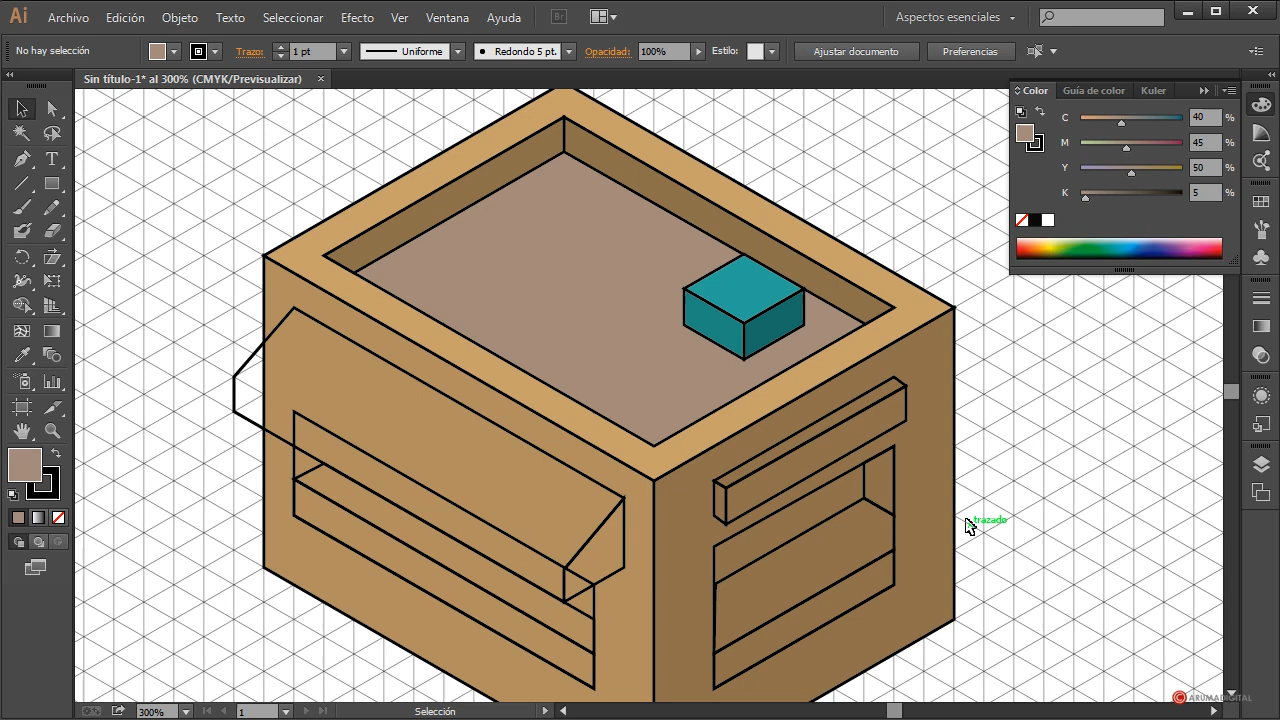 Ai Archivo Edición Objeto Texto Seleccionar Efecto Ver Ventana Ayuda Br Aspectos esenciales
No hay selección Trazo: 1 pt Uniforme Redondo 5 pt. Opacidad: 100% Estilo: Ajustar documento Preferencias
Sin título-1* al 300% (CMYK/Previsualizar) ×
Color Guía de color Kuler
C 40 %
M 45 %
Y 50 %
K 5 %
trazado
ARUMADIGITAL
300% 1 Selección